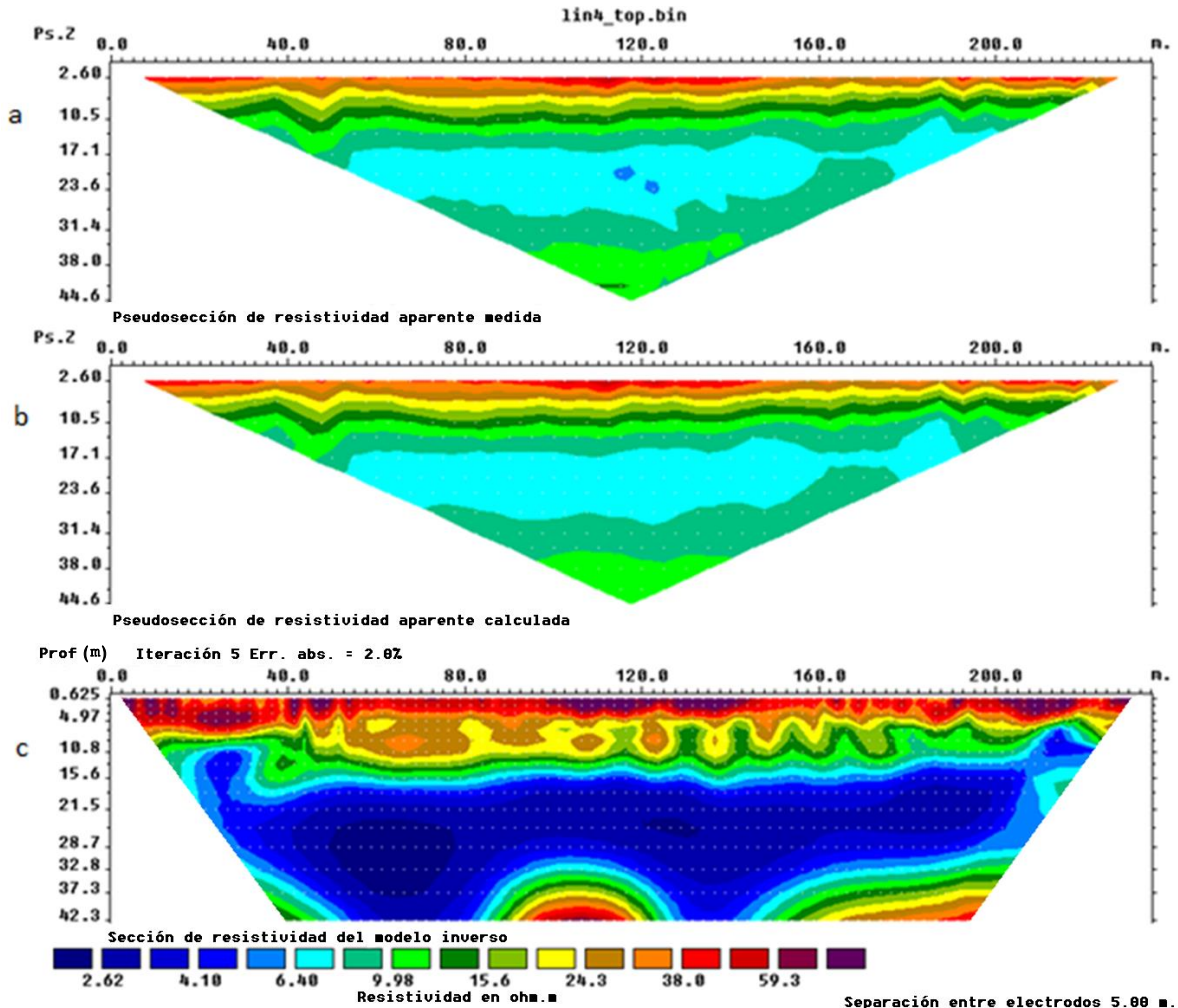 lin4_top.bin
Ps.Z 0.0 40.0 80.0 120.0 160.0 200.0 m.
2.60
a
10.5
17.1
23.6
31.4
38.0
44.6
Pseudosección de resistividad aparente medida
Ps.Z 0.0 40.0 80.0 120.0 160.0 200.0 m.
2.60
b
10.5
17.1
23.6
31.4
38.0
44.6
Pseudosección de resistividad aparente calculada
Prof (m) Iteración 5 Err. abs. = 2.0%
0.0 40.0 80.0 120.0 160.0 200.0 m.
0.625
4.97
c
10.8
15.6
21.5
28.7
32.8
37.3
42.3
Sección de resistividad del modelo inverso
2.62 4.10 6.40 9.98 15.6 24.3 38.0 59.3
Resistividad en ohm.m
Separación entre electrodos 5.00 m.